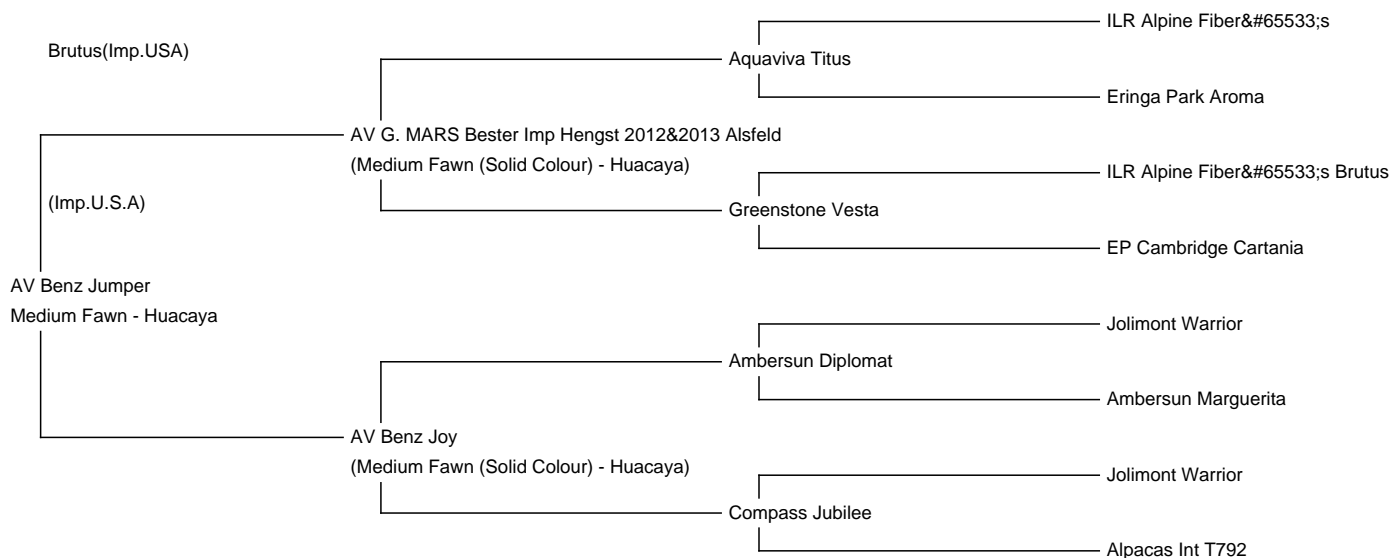 ILR Alpine Fiber&#65533;s
Brutus(Imp.USA)
Aquaviva Titus
Eringa Park Aroma
AV G. MARS Bester Imp Hengst 2012&2013 Alsfeld
(Medium Fawn (Solid Colour) - Huacaya)
ILR Alpine Fiber&#65533;s Brutus
(Imp.U.S.A)
Greenstone Vesta
EP Cambridge Cartania
AV Benz Jumper
Medium Fawn - Huacaya
Jolimont Warrior
Ambersun Diplomat
Ambersun Marguerita
AV Benz Joy
(Medium Fawn (Solid Colour) - Huacaya)
Jolimont Warrior
Compass Jubilee
Alpacas Int T792